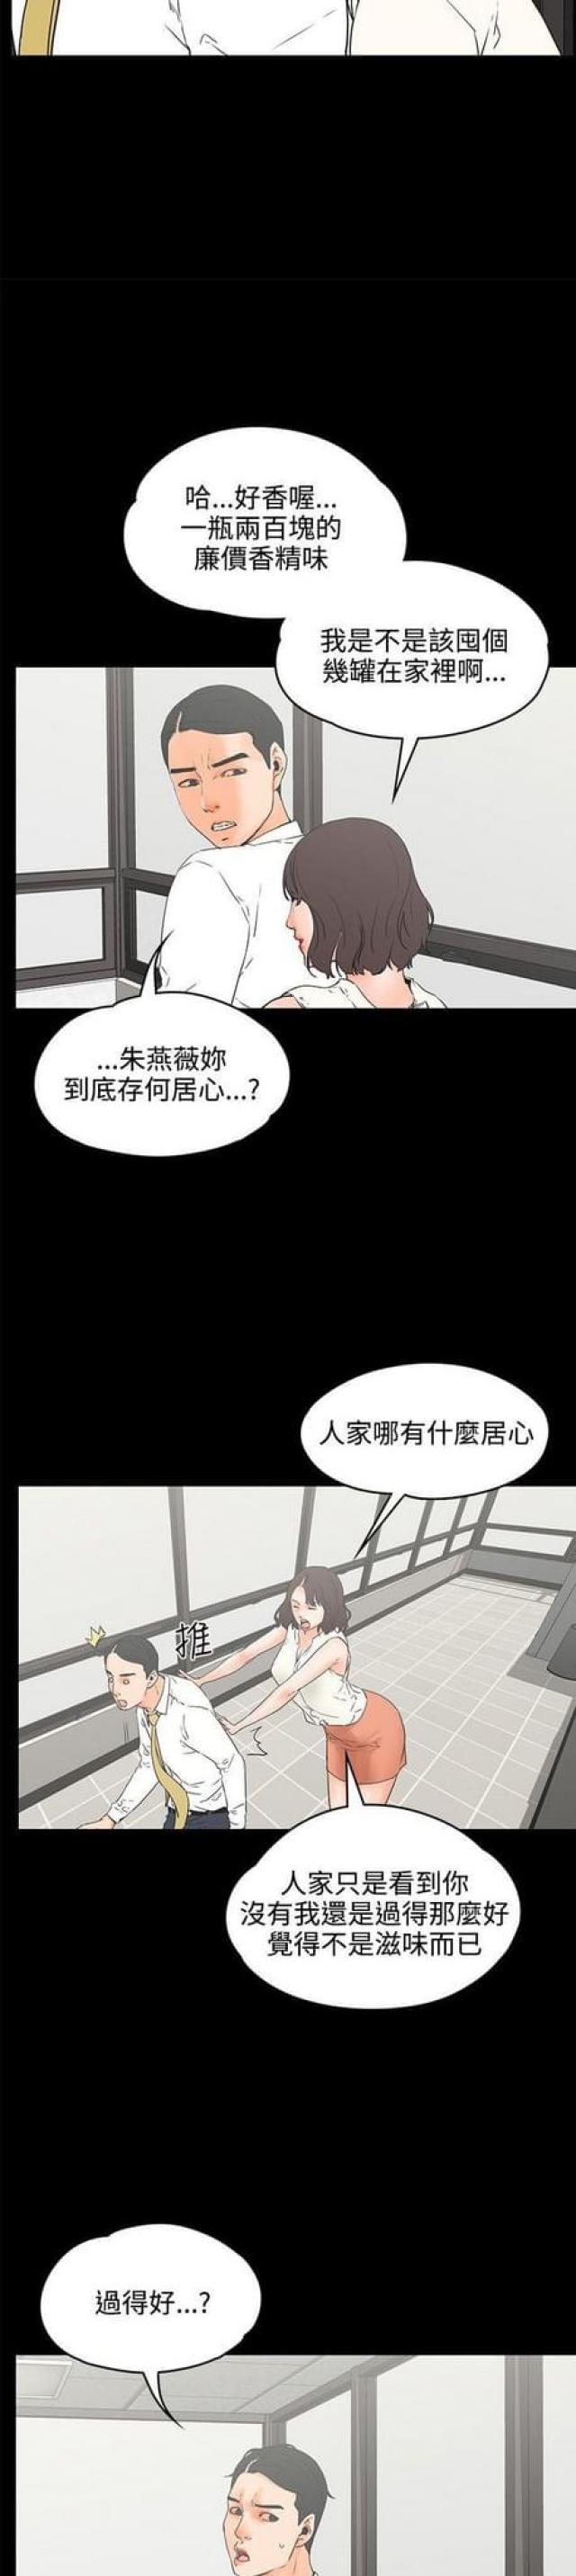 哈...好香喔...
一瓶兩百塊的
廉價香精味
我是不是該囤個
幾罐在家裡啊...
...朱燕薇妳
到底存何居心...?
人家哪有什麼居心
推
人家只是看到你
沒有我還是過得那麼好
覺得不是滋味而已
過得好...?